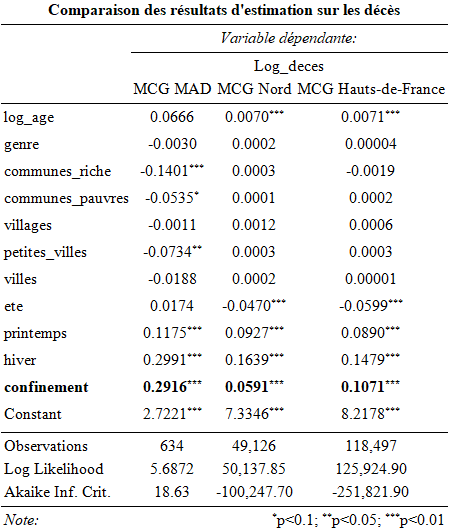 Comparaison des résultats d'estimation sur les décès
Variable dépendante:
Log_deces
MCG MAD MCG Nord MCG Hauts-de-France
log_age 0.0666 0.0070*** 0.0071***
genre -0.0030 0.0002 0.00004
communes_riche -0.1401*** 0.0003 -0.0019
communes_pauvres -0.0535* 0.0001 0.0002
villages -0.0011 0.0012 0.0006
petites_villes -0.0734** 0.0003 0.0003
villes -0.0188 0.0002 0.00001
ete 0.0174 -0.0470*** -0.0599***
printemps 0.1175*** 0.0927*** 0.0890***
hiver 0.2991*** 0.1639*** 0.1479***
confinement 0.2916*** 0.0591*** 0.1071***
Constant 2.7221*** 7.3346*** 8.2178***
Observations 634 49,126 118,497
Log Likelihood 5.6872 50,137.85 125,924.90
Akaike Inf. Crit. 18.63 -100,247.70 -251,821.90
Note: *p<0.1; **p<0.05; ***p<0.01